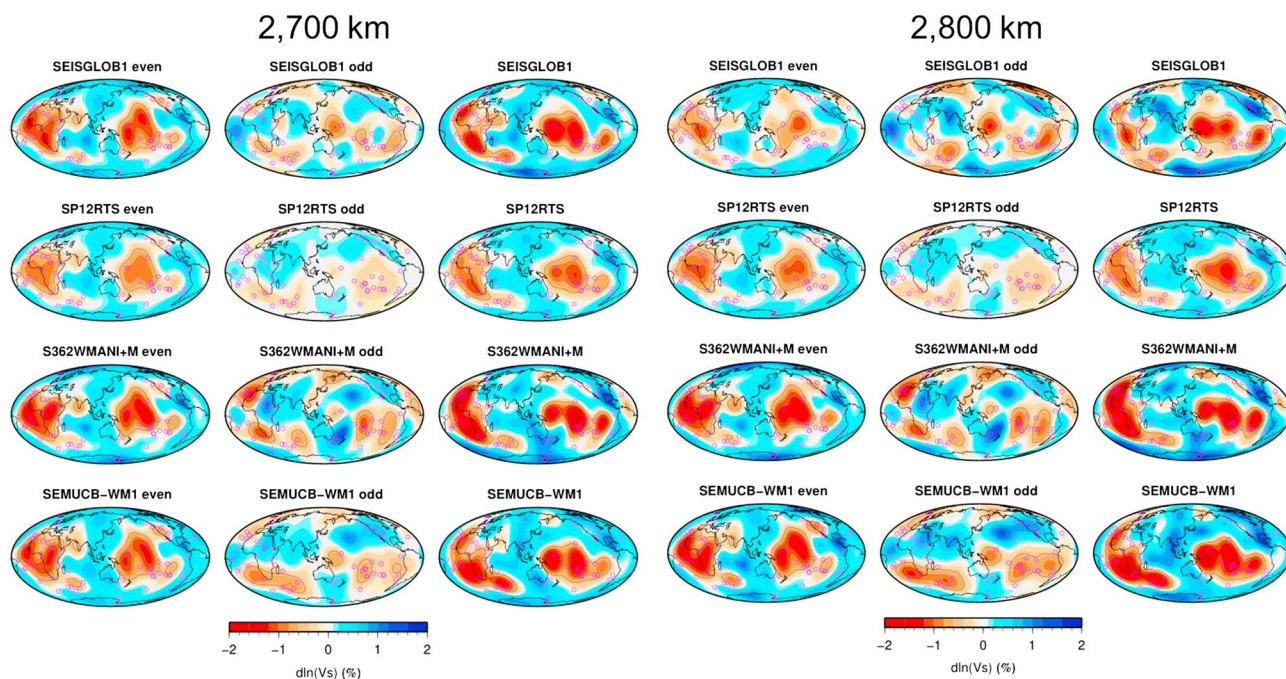 2,700 km
SEISGLOB1 even
SEISGLOB1 odd
SEISGLOB1
SP12RTS even
SP12RTS odd
SP12RTS
S362WMANI+M even
S362WMANI+M odd
S362WMANI+M
SEMUCB−WM1 even
SEMUCB−WM1 odd
SEMUCB−WM1
−2
−1
0
1
2
dln(Vs) (%)
2,800 km
SEISGLOB1 even
SEISGLOB1 odd
SEISGLOB1
SP12RTS even
SP12RTS odd
SP12RTS
S362WMANI+M even
S362WMANI+M odd
S362WMANI+M
SEMUCB−WM1 even
SEMUCB−WM1 odd
SEMUCB−WM1
−2
−1
0
1
2
dln(Vs) (%)